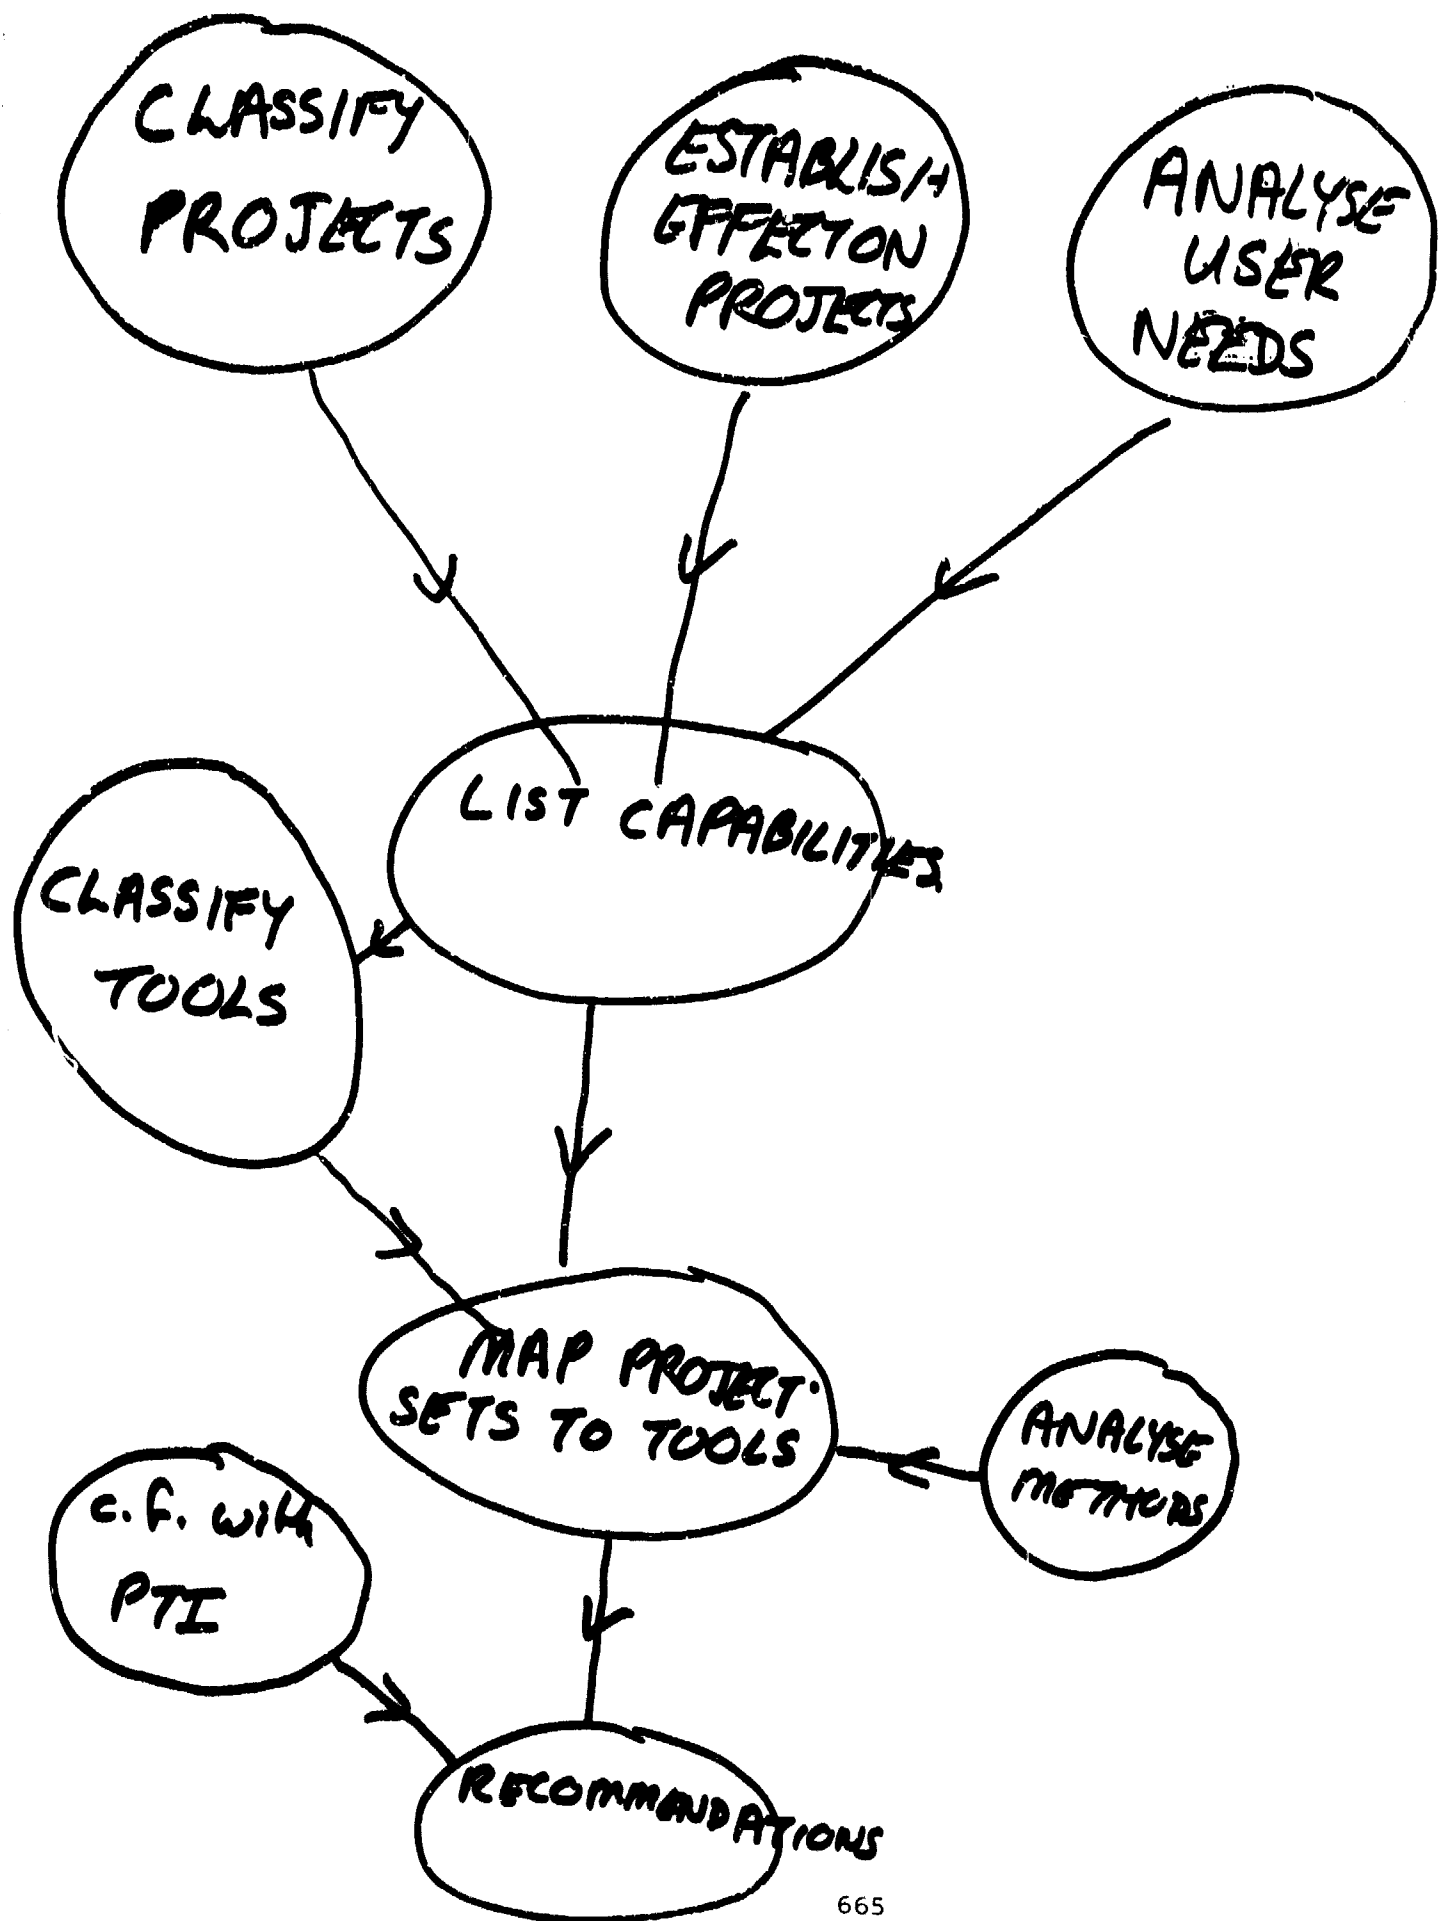 CLASSIFY
PROJECTS
ESTABLISH
EFFECT ON
PROJECTS
ANALYSE
USER
NEEDS
LIST CAPABILITIES
CLASSIFY
TOOLS
MAP PROJECT
SETS TO TOOLS
ANALYSE
METHODS
c.f. with
PTI
RECOMMENDATIONS
665